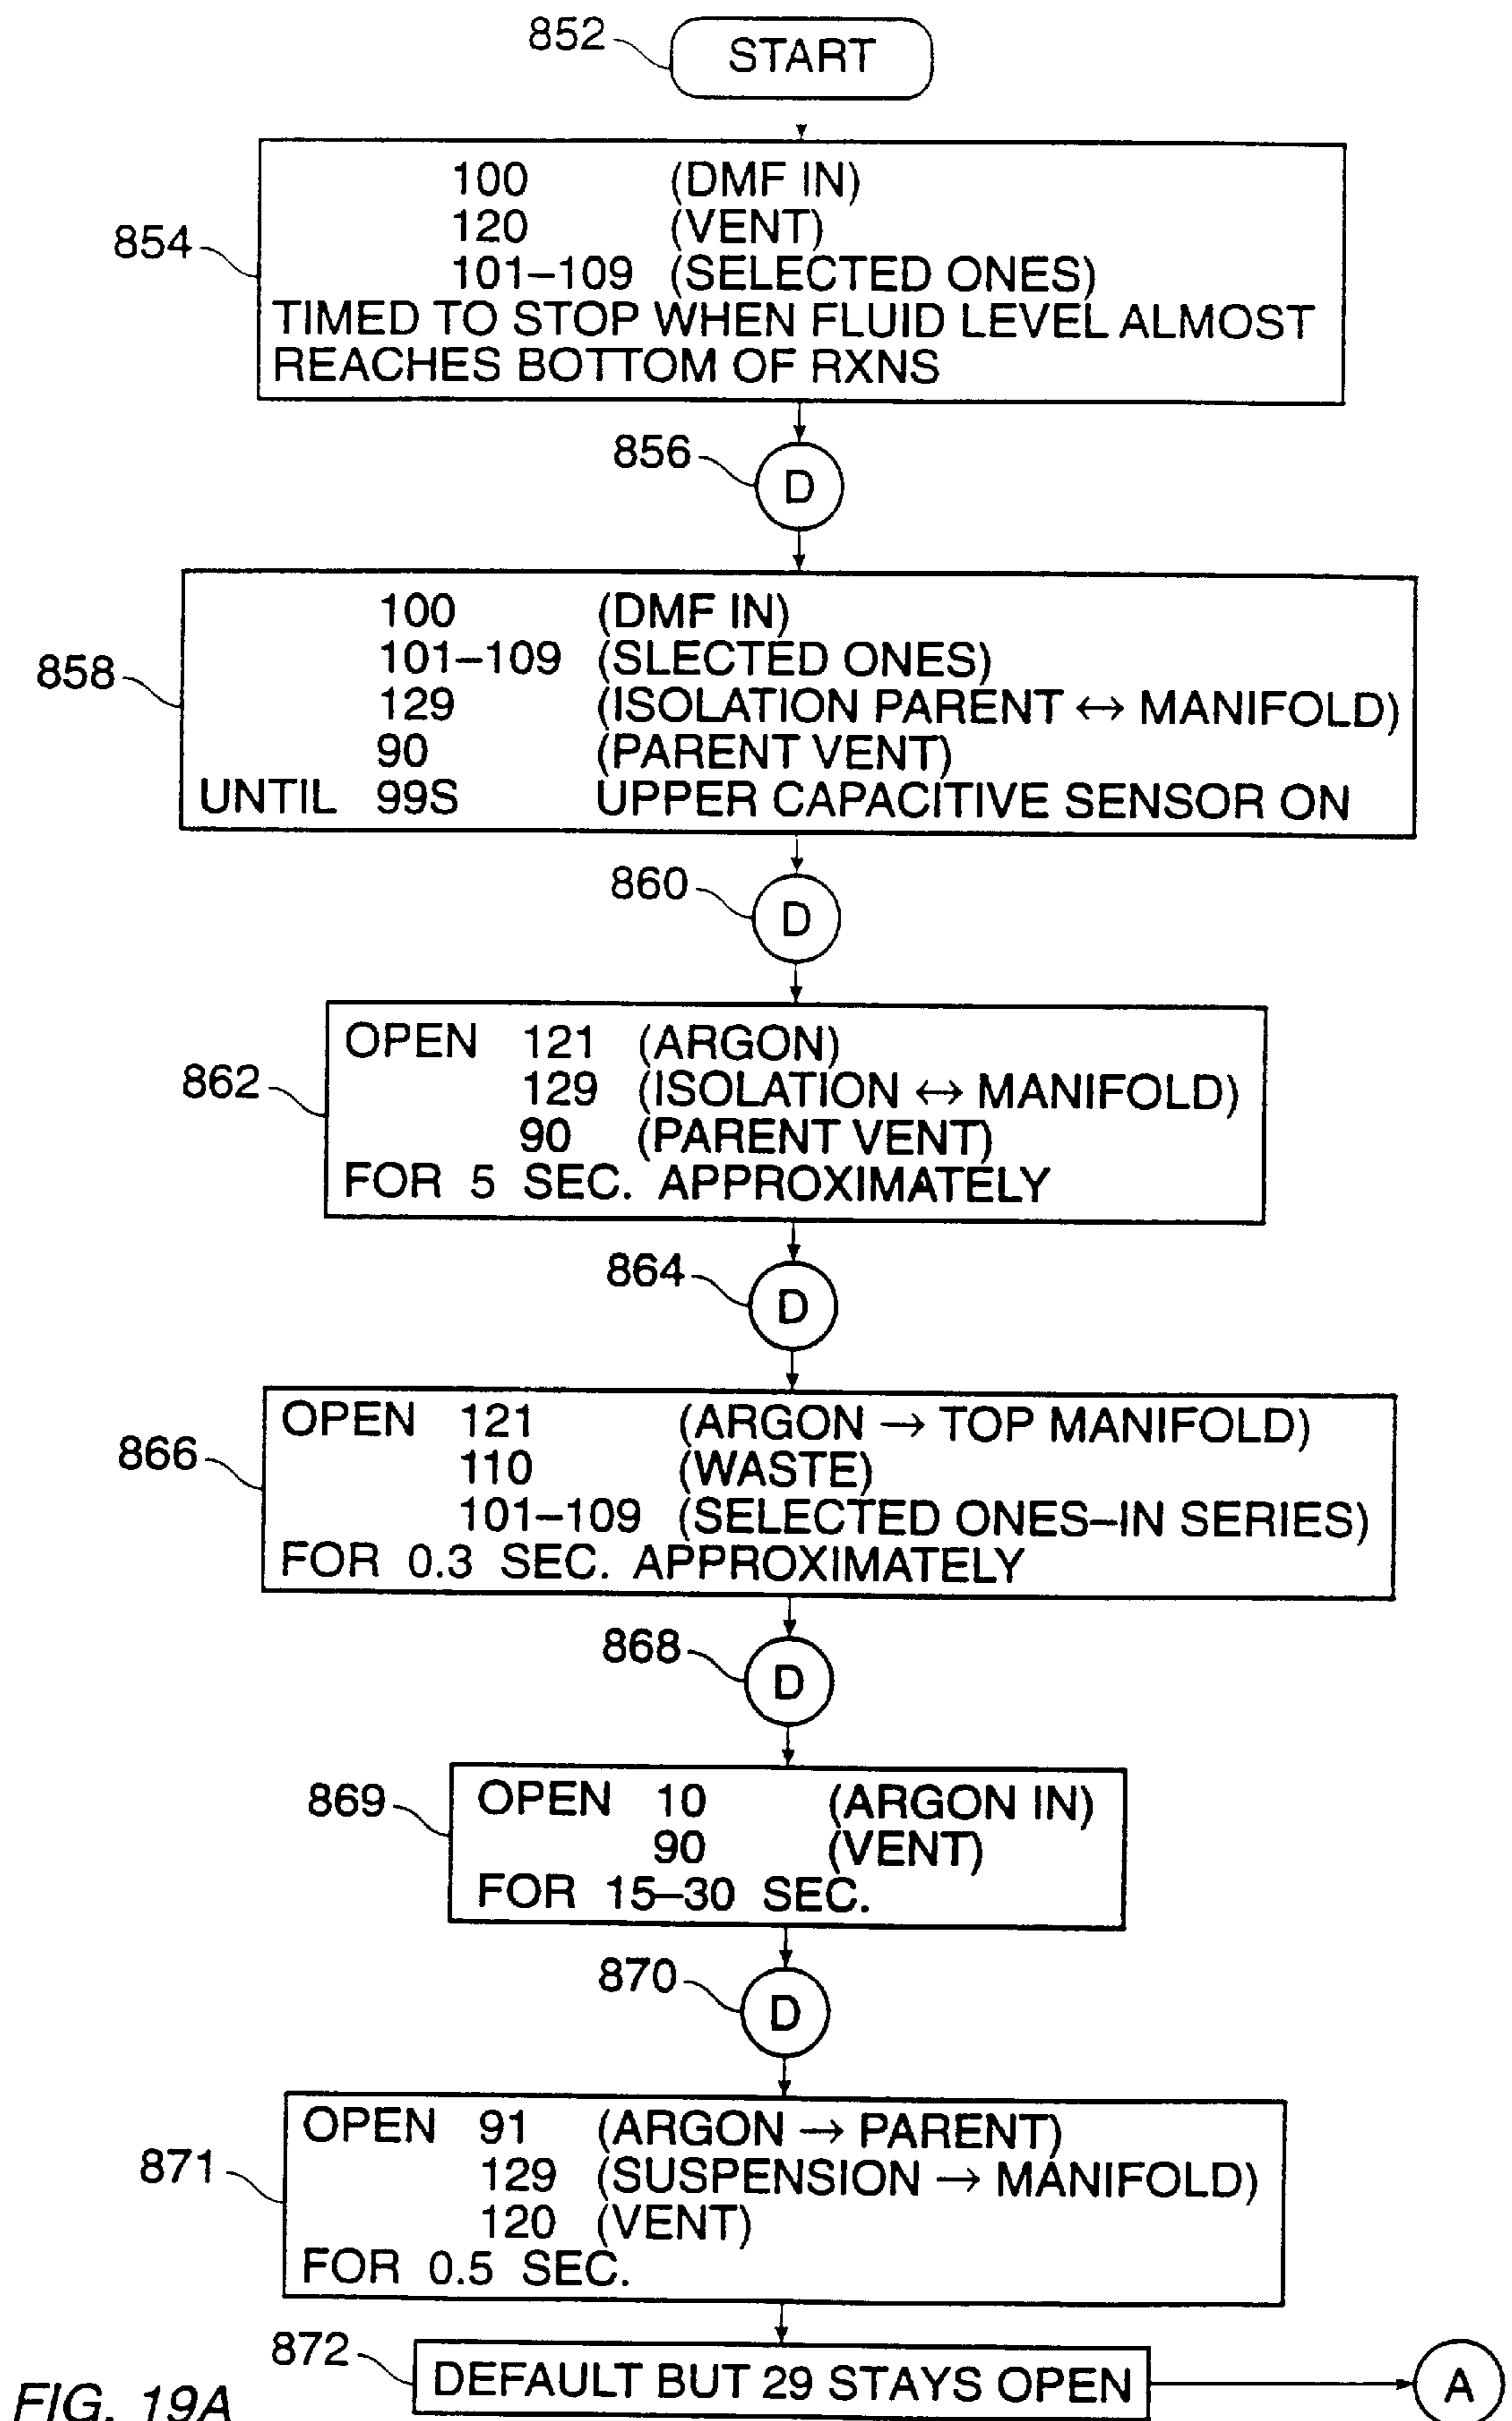 852 START
854
100 (DMF IN)
120 (VENT)
101–109 (SELECTED ONES)
TIMED TO STOP WHEN FLUID LEVEL ALMOST
REACHES BOTTOM OF RXNS
856 D
858
100 (DMF IN)
101–109 (SLECTED ONES)
129 (ISOLATION PARENT ↔ MANIFOLD)
90 (PARENT VENT)
UNTIL 99S UPPER CAPACITIVE SENSOR ON
860 D
862
OPEN 121 (ARGON)
129 (ISOLATION ↔ MANIFOLD)
90 (PARENT VENT)
FOR 5 SEC. APPROXIMATELY
864 D
866
OPEN 121 (ARGON → TOP MANIFOLD)
110 (WASTE)
101–109 (SELECTED ONES–IN SERIES)
FOR 0.3 SEC. APPROXIMATELY
868 D
869
OPEN 10 (ARGON IN)
90 (VENT)
FOR 15–30 SEC.
870 D
871
OPEN 91 (ARGON → PARENT)
129 (SUSPENSION → MANIFOLD)
120 (VENT)
FOR 0.5 SEC.
872 DEFAULT BUT 29 STAYS OPEN A
FIG. 19A